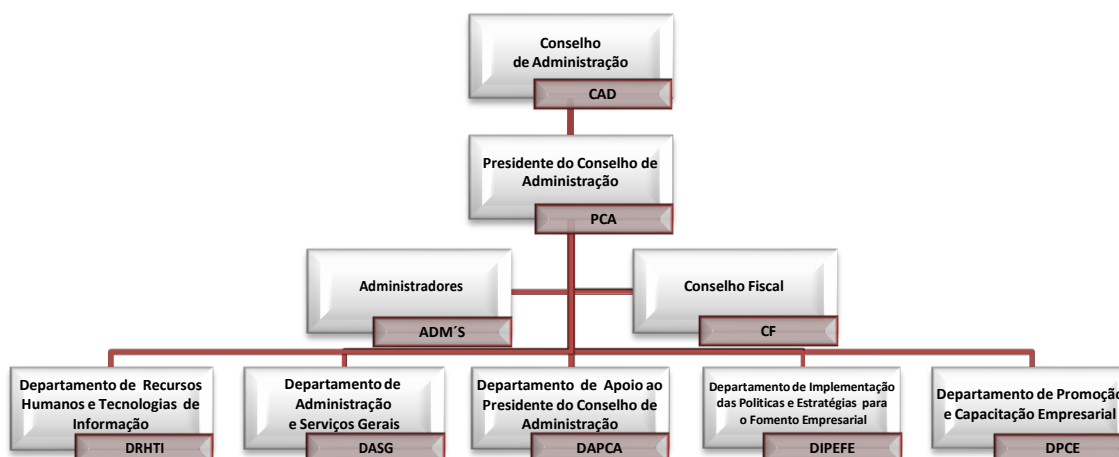 Conselho
de Administração
CAD
Presidente do Conselho de
Administração
PCA
Administradores
ADM´S
Conselho Fiscal
CF
Departamento de Recursos
Humanos e Tecnologias de
Informação
DRHTI
Departamento de
Administração
e Serviços Gerais
DASG
Departamento de Apoio ao
Presidente do Conselho de
Administração
DAPCA
Departamento de Implementação
das Politicas e Estratégias para
o Fomento Empresarial
DIPEFE
Departamento de Promoção
e Capacitação Empresarial
DPCE